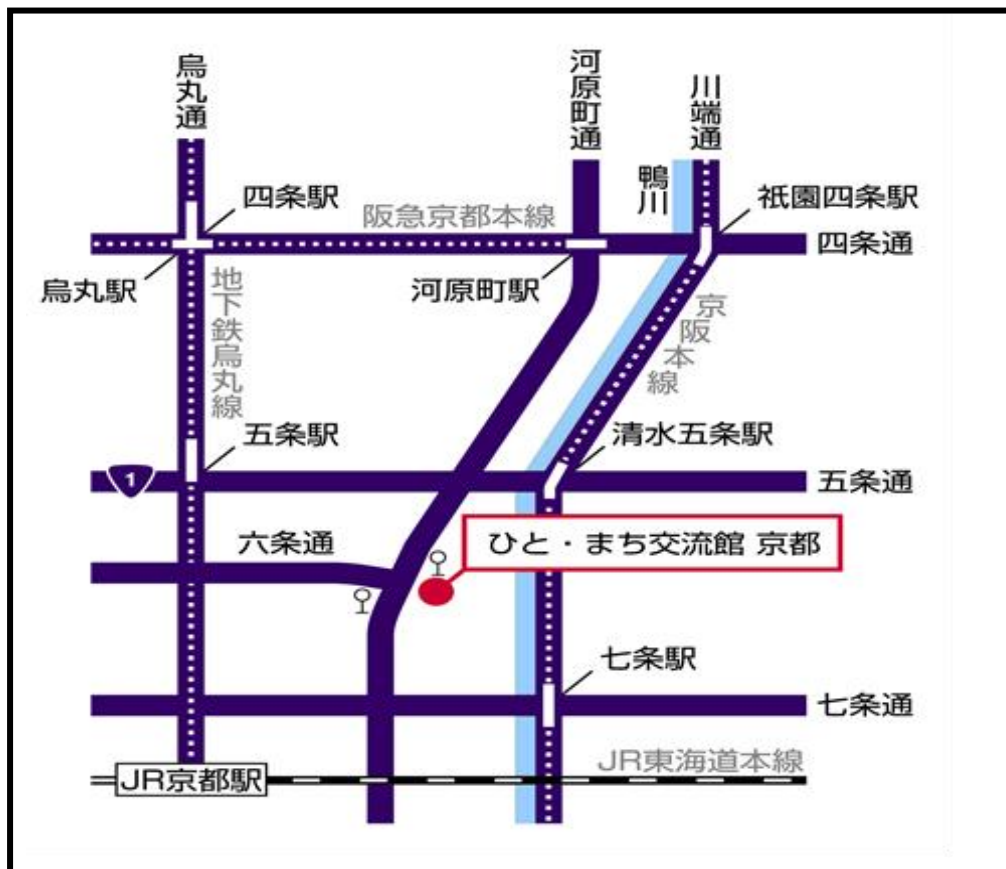 烏丸通
河原町通
川端通
鴨川
四条駅
阪急京都本線
祇園四条駅
四条通
烏丸駅
河原町駅
地下鉄烏丸線
京阪本線
五条駅
清水五条駅
1
五条通
六条通
ひと・まち交流館 京都
七条駅
七条通
JR東海道本線
JR京都駅